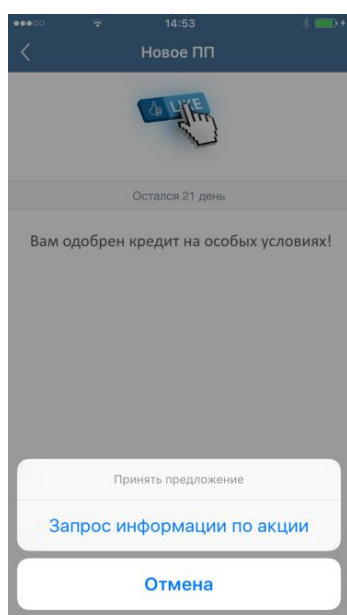 14:53
Новое ПП
LIKE
Остался 21 день
Вам одобрен кредит на особых условиях!
Принять предложение
Запрос информации по акции
Отмена